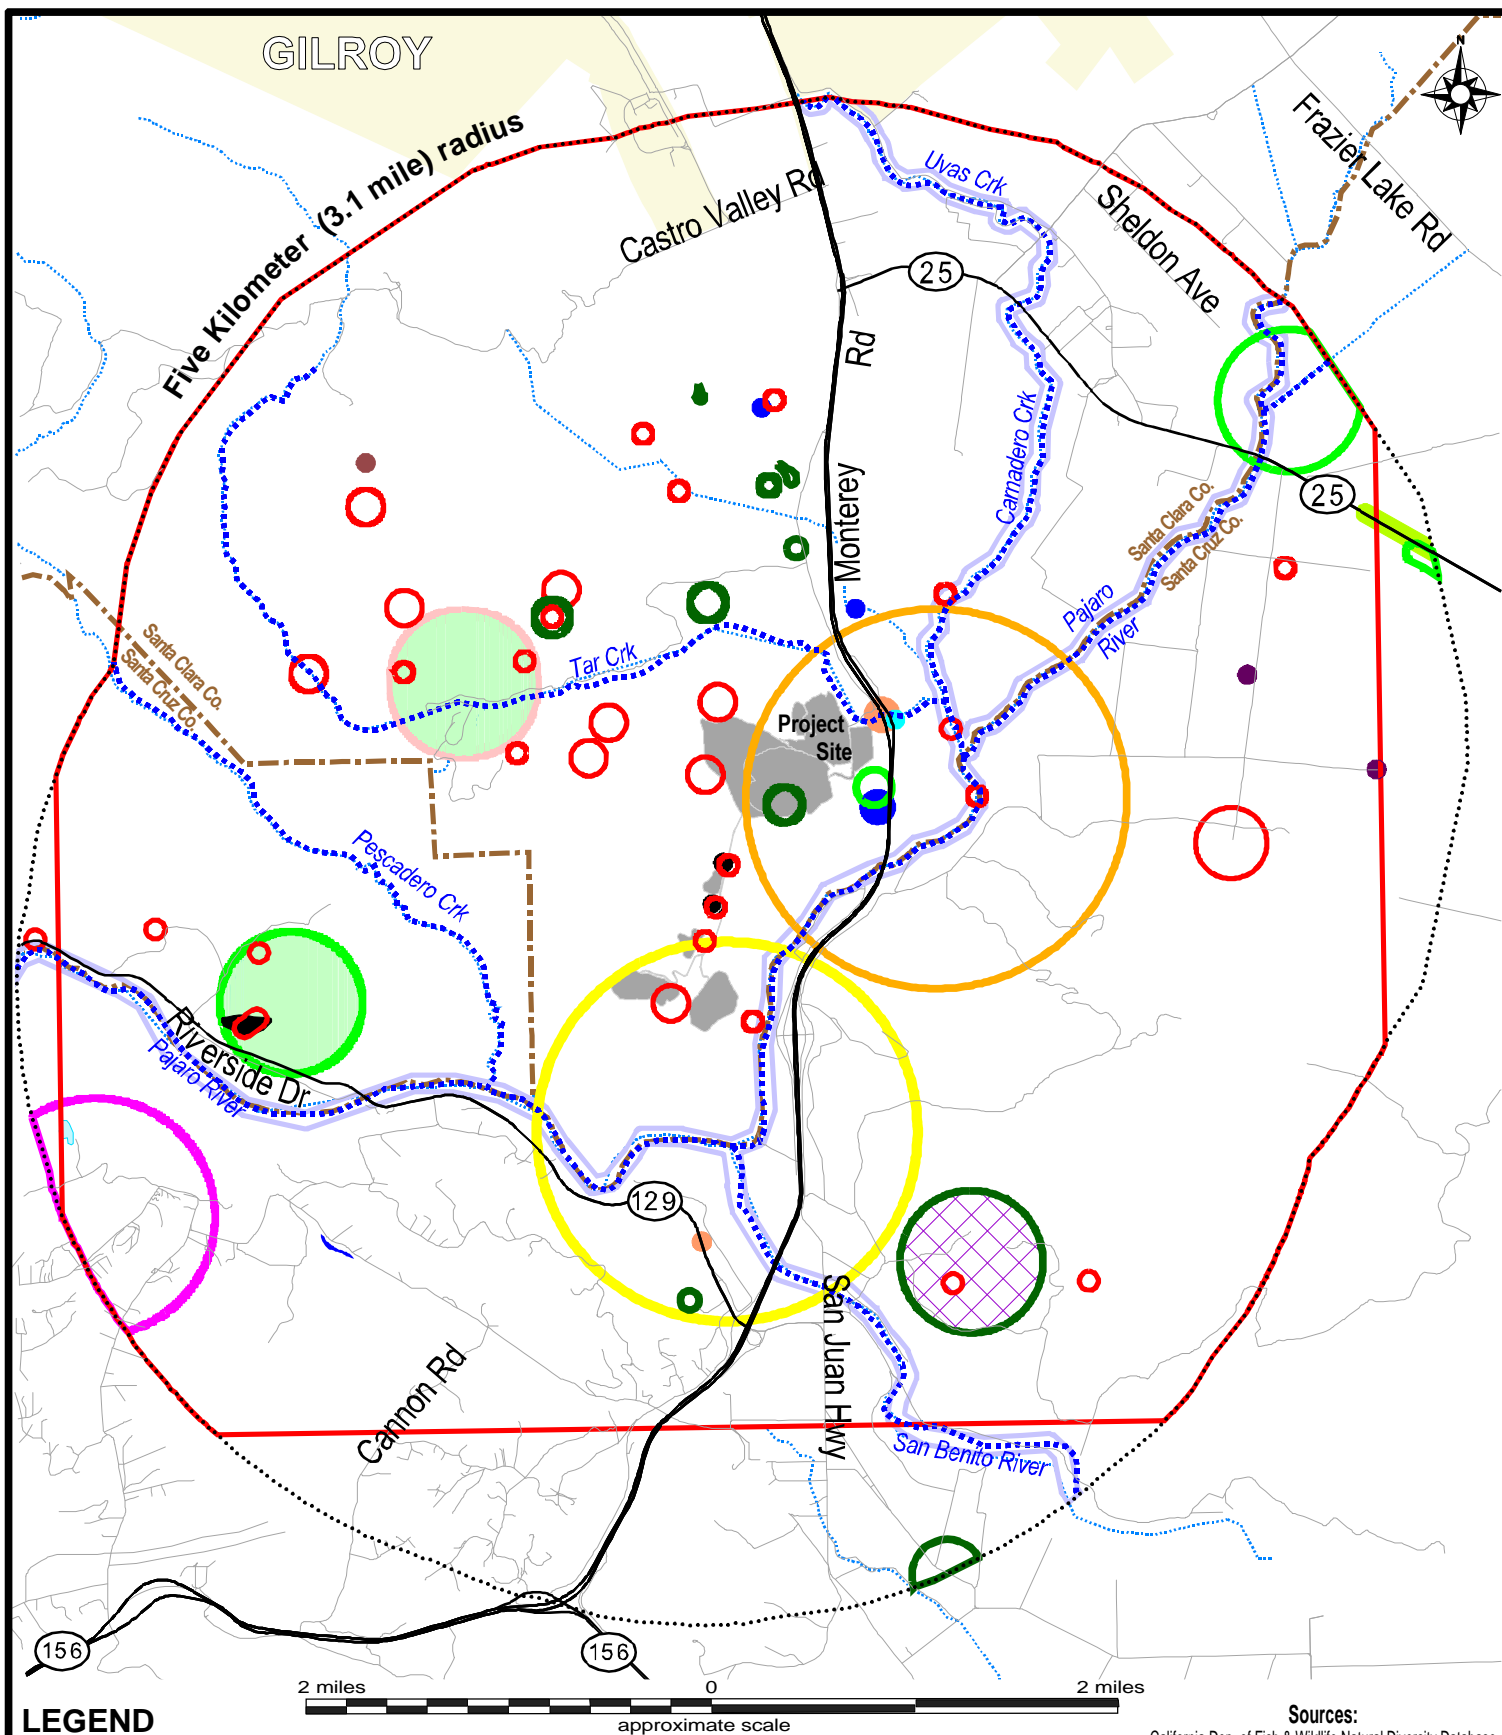 GILROY
N
Five Kilometer (3.1 mile) radius
Castro Valley Rd
Uvas Crk
Frazier Lake Rd
Sheldon Ave
25
Monterey Rd
Carnadero Crk
25
Santa Clara Co.
Santa Cruz Co.
Pajaro
River
Santa Clara Co.
Santa Cruz Co.
Tar Crk
Project
Site
Pescadero Crk
Riverside Dr
Pajaro River
129
San Juan Hwy
Cannon Rd
San Benito River
156
156
2 miles
0
2 miles
approximate scale
LEGEND
Sources: